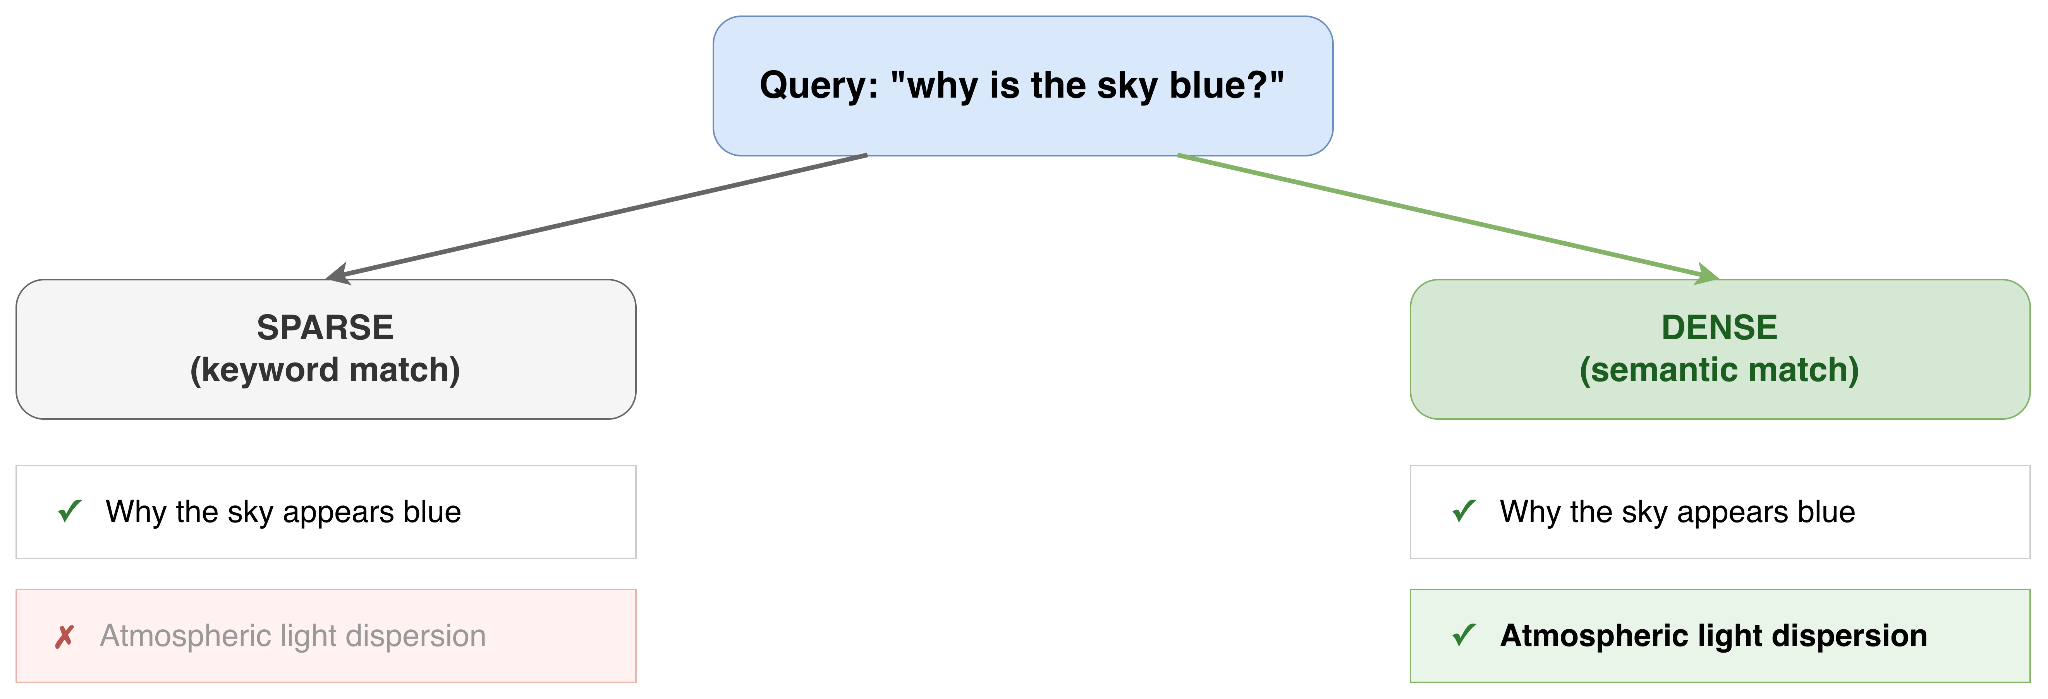 Query: "why is the sky blue?"
SPARSE
(keyword match)
✓ Why the sky appears blue
✗ Atmospheric light dispersion
DENSE
(semantic match)
✓ Why the sky appears blue
✓ Atmospheric light dispersion